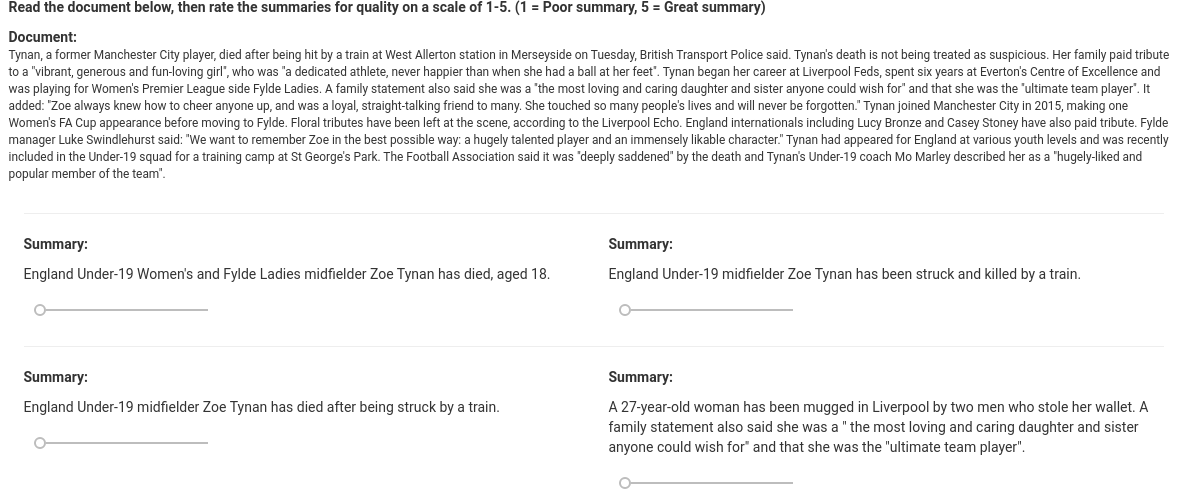 Read the document below, then rate the summaries for quality on a scale of 1-5. (1 = Poor summary, 5 = Great summary)
Document:
Tynan, a former Manchester City player, died after being hit by a train at West Allerton station in Merseyside on Tuesday, British Transport Police said. Tynan's death is not being treated as suspicious. Her family paid tribute
to a "vibrant, generous and fun-loving girl", who was "a dedicated athlete, never happier than when she had a ball at her feet". Tynan began her career at Liverpool Feds, spent six years at Everton's Centre of Excellence and
was playing for Women's Premier League side Fylde Ladies. A family statement also said she was a "the most loving and caring daughter and sister anyone could wish for" and that she was the "ultimate team player". It
added: "Zoe always knew how to cheer anyone up, and was a loyal, straight-talking friend to many. She touched so many people's lives and will never be forgotten." Tynan joined Manchester City in 2015, making one
Women's FA Cup appearance before moving to Fylde. Floral tributes have been left at the scene, according to the Liverpool Echo. England internationals including Lucy Bronze and Casey Stoney have also paid tribute. Fylde
manager Luke Swindlehurst said: "We want to remember Zoe in the best possible way: a hugely talented player and an immensely likable character." Tynan had appeared for England at various youth levels and was recently
included in the Under-19 squad for a training camp at St George's Park. The Football Association said it was "deeply saddened" by the death and Tynan's Under-19 coach Mo Marley described her as a "hugely-liked and
popular member of the team".
Summary:
England Under-19 Women's and Fylde Ladies midfielder Zoe Tynan has died, aged 18.
Summary:
England Under-19 midfielder Zoe Tynan has been struck and killed by a train.
Summary:
England Under-19 midfielder Zoe Tynan has died after being struck by a train.
Summary:
A 27-year-old woman has been mugged in Liverpool by two men who stole her wallet. A
family statement also said she was a " the most loving and caring daughter and sister
anyone could wish for" and that she was the "ultimate team player".